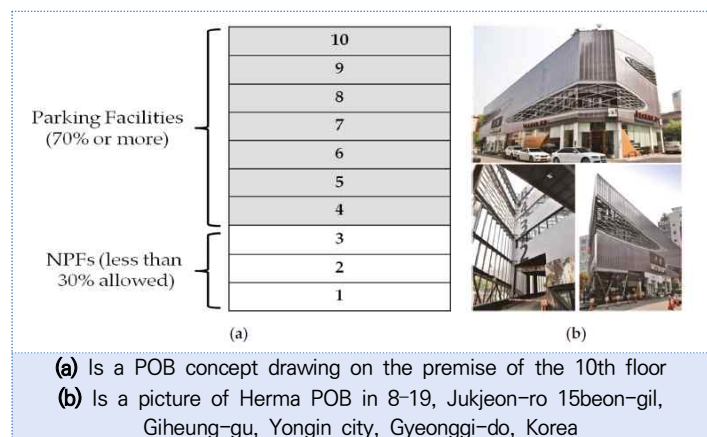 10
9
8
Parking Facilities
(70% or more)
7
6
5
4
3
NPFs (less than
30% allowed)
2
1
(a)
(b)
(a) Is a POB concept drawing on the premise of the 10th floor
(b) Is a picture of Herma POB in 8-19, Jukjeon-ro 15beon-gil,
Giheung-gu, Yongin city, Gyeonggi-do, Korea